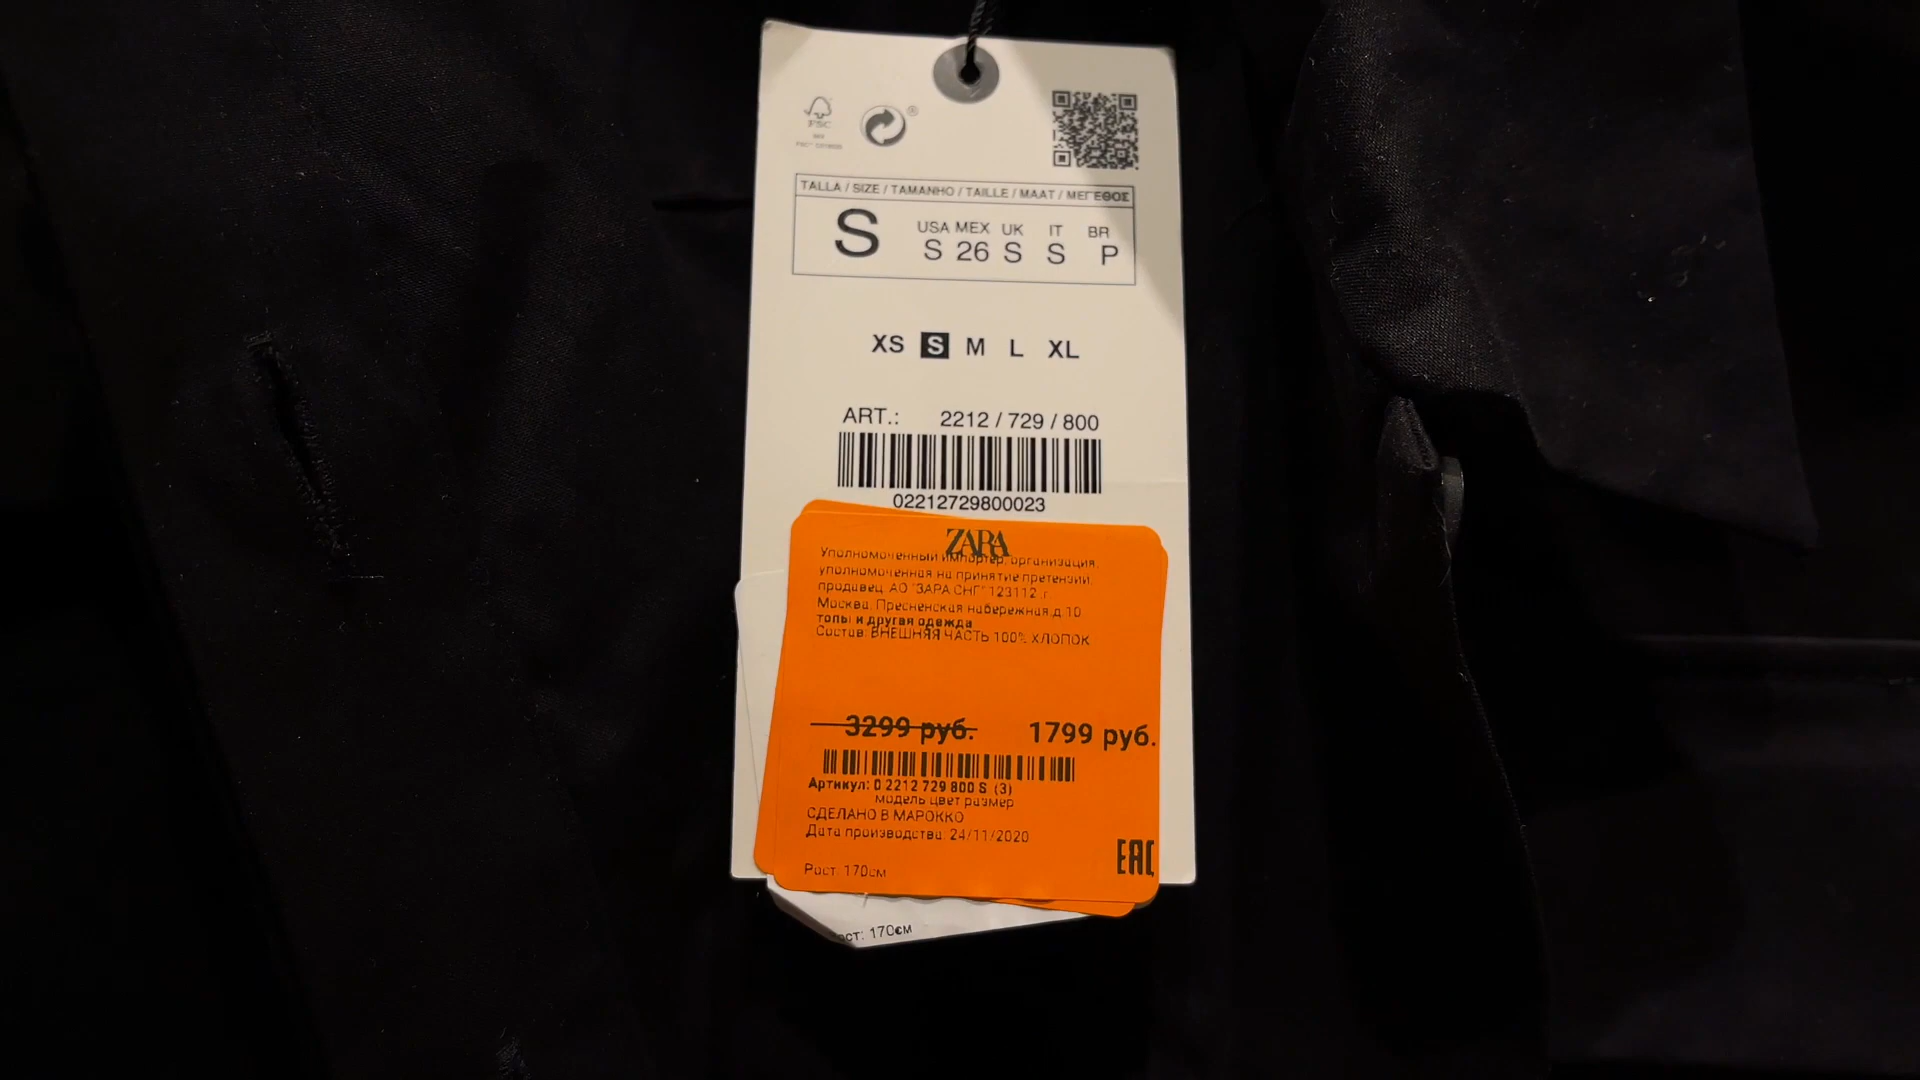 FSC
®
TALLA / SIZE / TAMANHO / TAILLE / MAAT / ΜΕΓΕΘΟΣ
S
USA MEX UK IT BR
S 26 S S P
XS S M L XL
ART.: 2212 / 729 / 800
02212729800023
ZARA
Уполномоченный импортер, организация,
уполномоченная на принятие претензий,
продавец: АО "ЗАРА СНГ" 123112, г.
Москва, Пресненская набережная,д 10
топы и другая одежда
Состав: ВНЕШНЯЯ ЧАСТЬ 100% ХЛОПОК
3299 руб. 1799 руб.
Артикул: 0 2212 729 800 S (3)
модель цвет размер
СДЕЛАНО В МАРОККО
Дата производства: 24/11/2020
EAC
Рост: 170см
ост: 170см